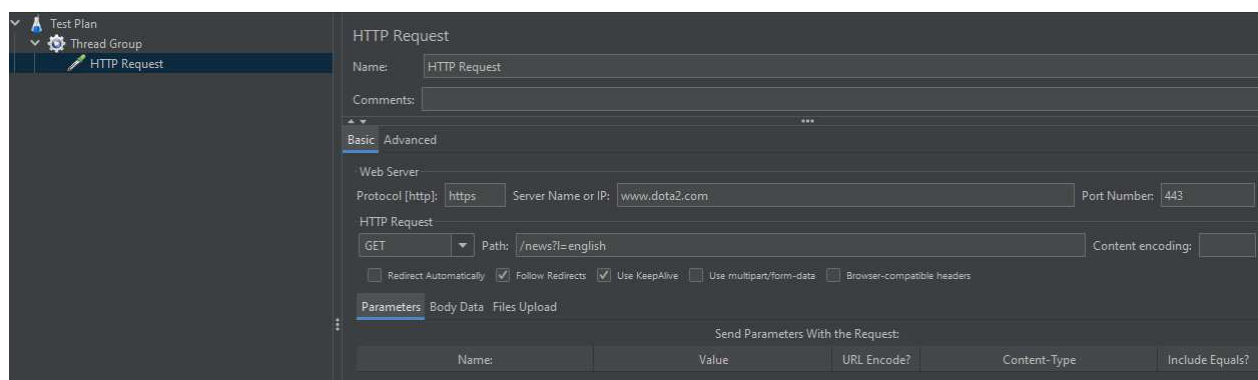 Test Plan
Thread Group
HTTP Request
HTTP Request
Name: HTTP Request
Comments:
Basic Advanced
Web Server
Protocol [http]: https Server Name or IP: www.dota2.com Port Number: 443
HTTP Request
GET Path: /news?l=english Content encoding:
Redirect Automatically Follow Redirects Use KeepAlive Use multipart/form-data Browser-compatible headers
Parameters Body Data Files Upload
Send Parameters With the Request:
Name: Value URL Encode? Content-Type Include Equals?